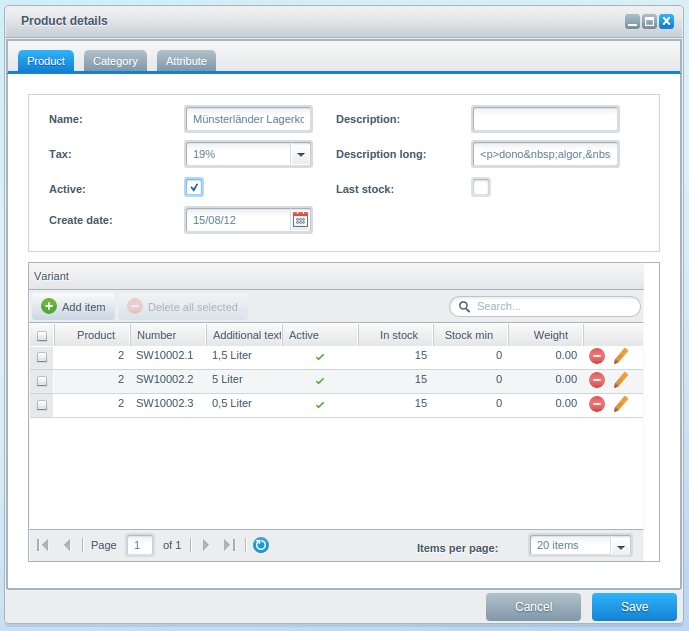 Product details
Product Category Attribute
Name: Münsterländer Lagerko Description:
Tax: 19% Description long: <p>dono&nbsp;algor,&nbs
Active: Last stock:
Create date: 15/08/12
Variant
Add item Delete all selected Search...
Product Number Additional text Active In stock Stock min Weight
2 SW10002.1 1,5 Liter 15 0 0.00
2 SW10002.2 5 Liter 15 0 0.00
2 SW10002.3 0,5 Liter 15 0 0.00
Page 1 of 1 Items per page: 20 items
Cancel Save